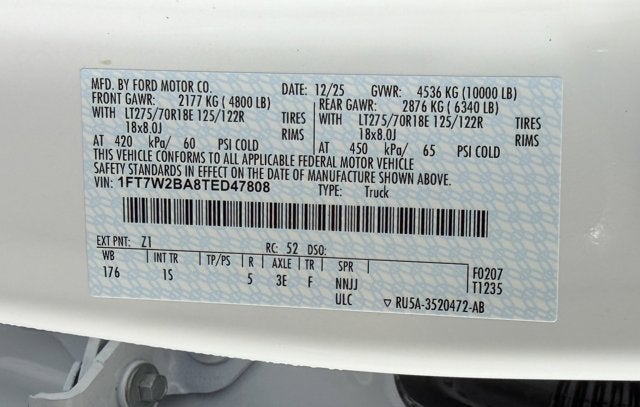 MFD. BY FORD MOTOR CO. DATE: 12/25 GVWR: 4536 KG (10000 LB)
FRONT GAWR: 2177 KG (4800 LB) REAR GAWR: 2876 KG (6340 LB)
WITH LT275/70R18E 125/122R TIRES WITH LT275/70R18E 125/122R TIRES
18x8.0J RIMS 18x8.0J RIMS
AT 420 kPa/ 60 PSI COLD AT 450 kPa/ 65 PSI COLD
THIS VEHICLE CONFORMS TO ALL APPLICABLE FEDERAL MOTOR VEHICLE
SAFETY STANDARDS IN EFFECT ON THE DATE OF MANUFACTURE SHOWN ABOVE.
VIN: 1FT7W2BA8TED47808 TYPE: Truck
EXT PNT: Z1 RC: 52 DSO:
WB INT TR TP/PS R AXLE TR SPR F0207
176 1S 5 3E F NNJJ T1235
ULC ▽ RU5A-3520472-AB